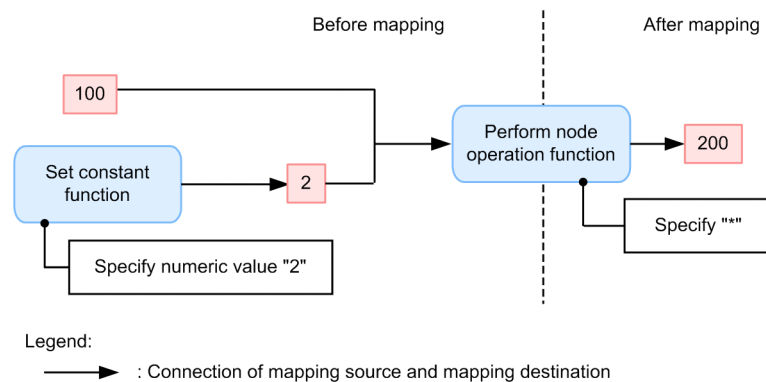 Before mapping
After mapping
100
Perform node
operation function
200
Set constant
function
2
Specify "*"
Specify numeric value "2"
Legend:
: Connection of mapping source and mapping destination